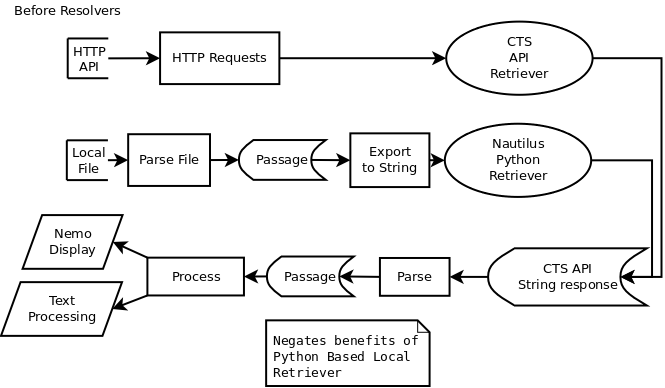 Before Resolvers
HTTP
API
HTTP Requests
CTS
API
Retriever
Local
File
Parse File
Passage
Export
to String
Nautilus
Python
Retriever
Nemo
Display
Text
Processing
Process
Passage
Parse
CTS API
String response
Negates benefits of
Python Based Local
Retriever